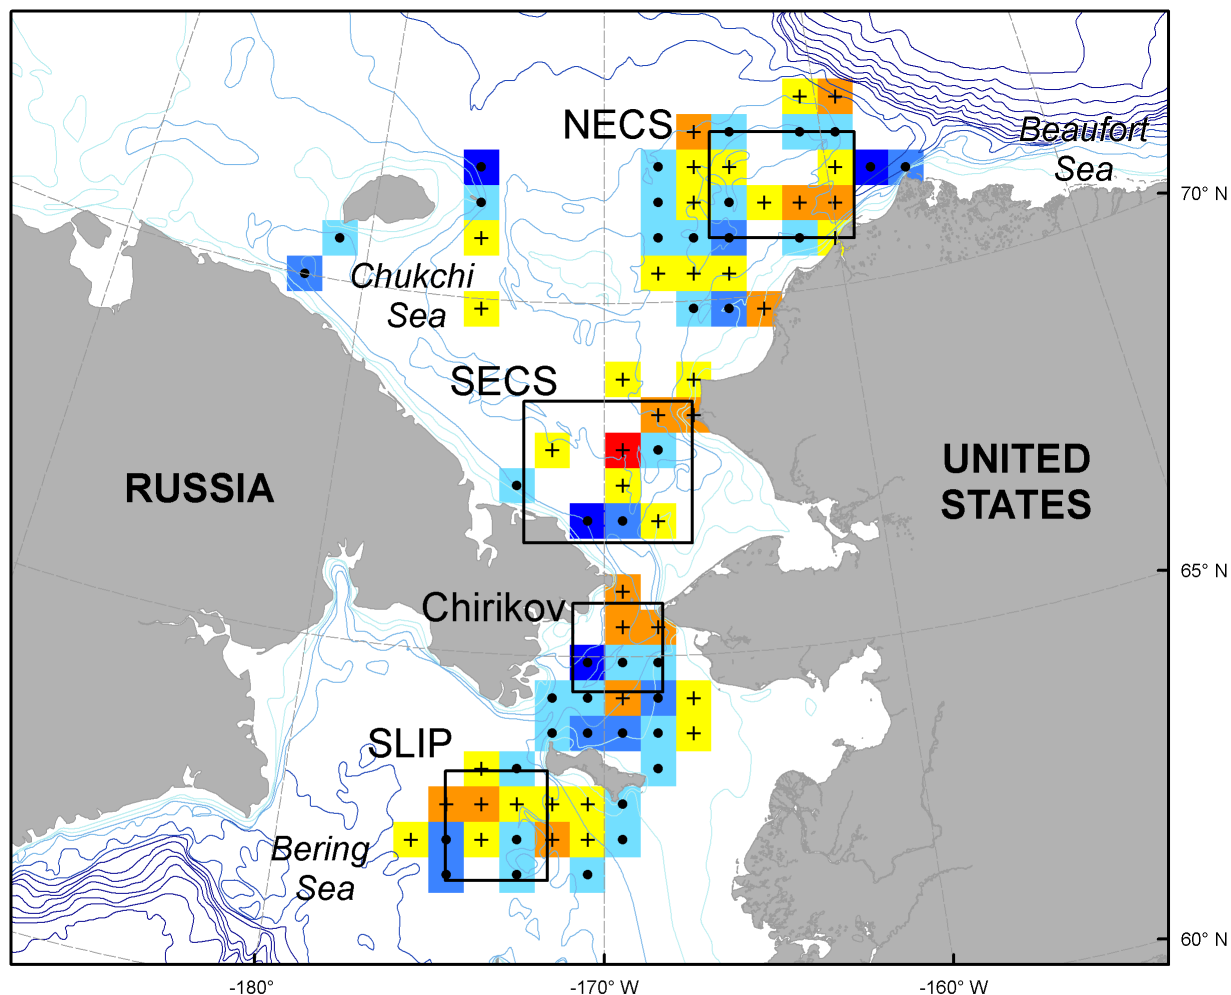 NECS
Beaufort
Sea
70° N
Chukchi
Sea
SECS
RUSSIA
UNITED
STATES
65° N
Chirikov
SLIP
Bering
Sea
60° N
-180°
-170° W
-160° W